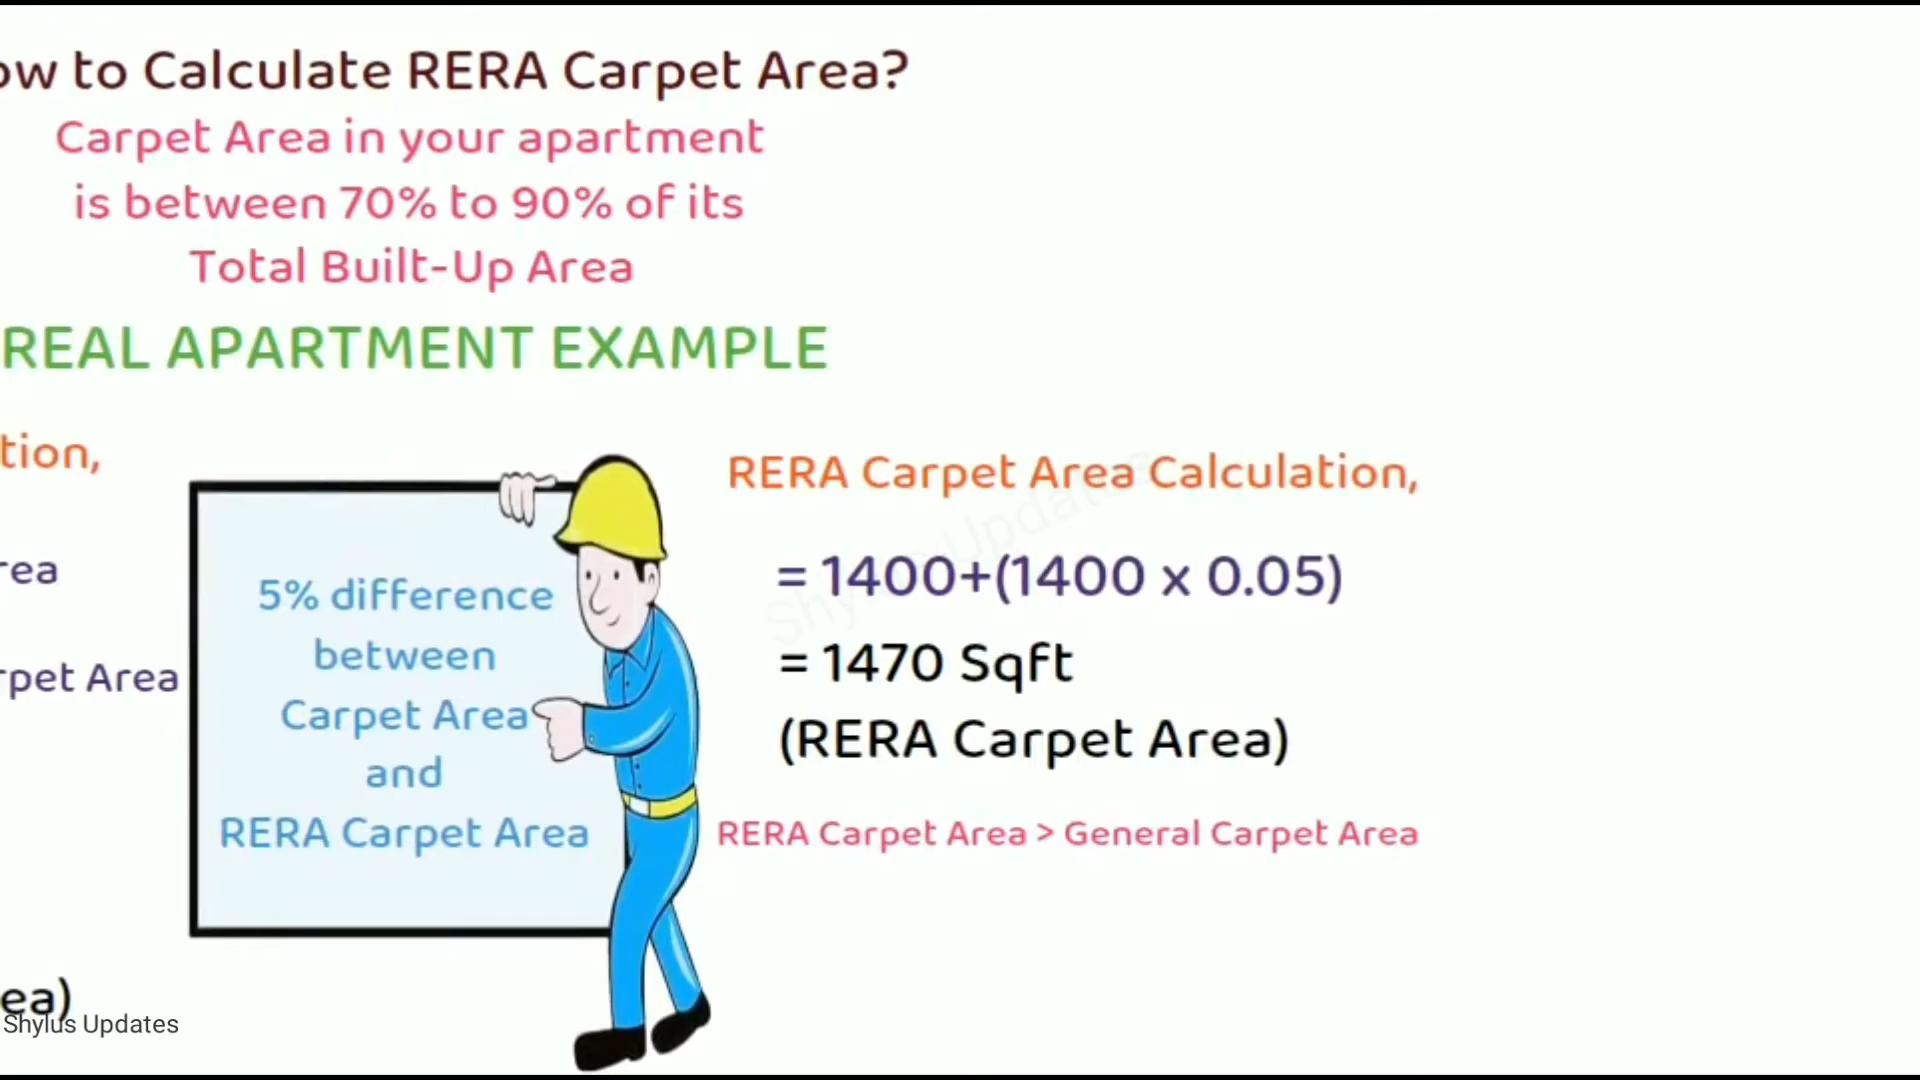 ow to Calculate RERA Carpet Area?
Carpet Area in your apartment
is between 70% to 90% of its
Total Built-Up Area
REAL APARTMENT EXAMPLE
tion,
rea
rpet Area
ea)
5% difference
between
Carpet Area
and
RERA Carpet Area
RERA Carpet Area Calculation,
= 1400+(1400 x 0.05)
= 1470 Sqft
(RERA Carpet Area)
RERA Carpet Area > General Carpet Area
Shylus Updates
Shylus Updates